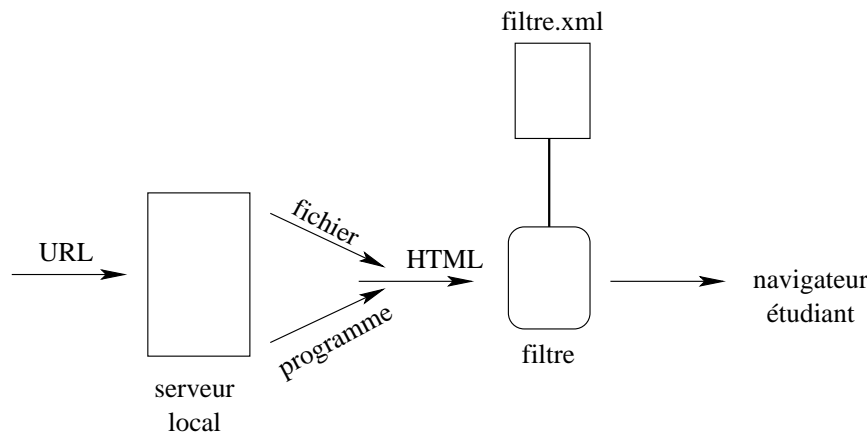 filtre.xml
URL
fichier
HTML
programme
serveur
local
filtre
navigateur
étudiant